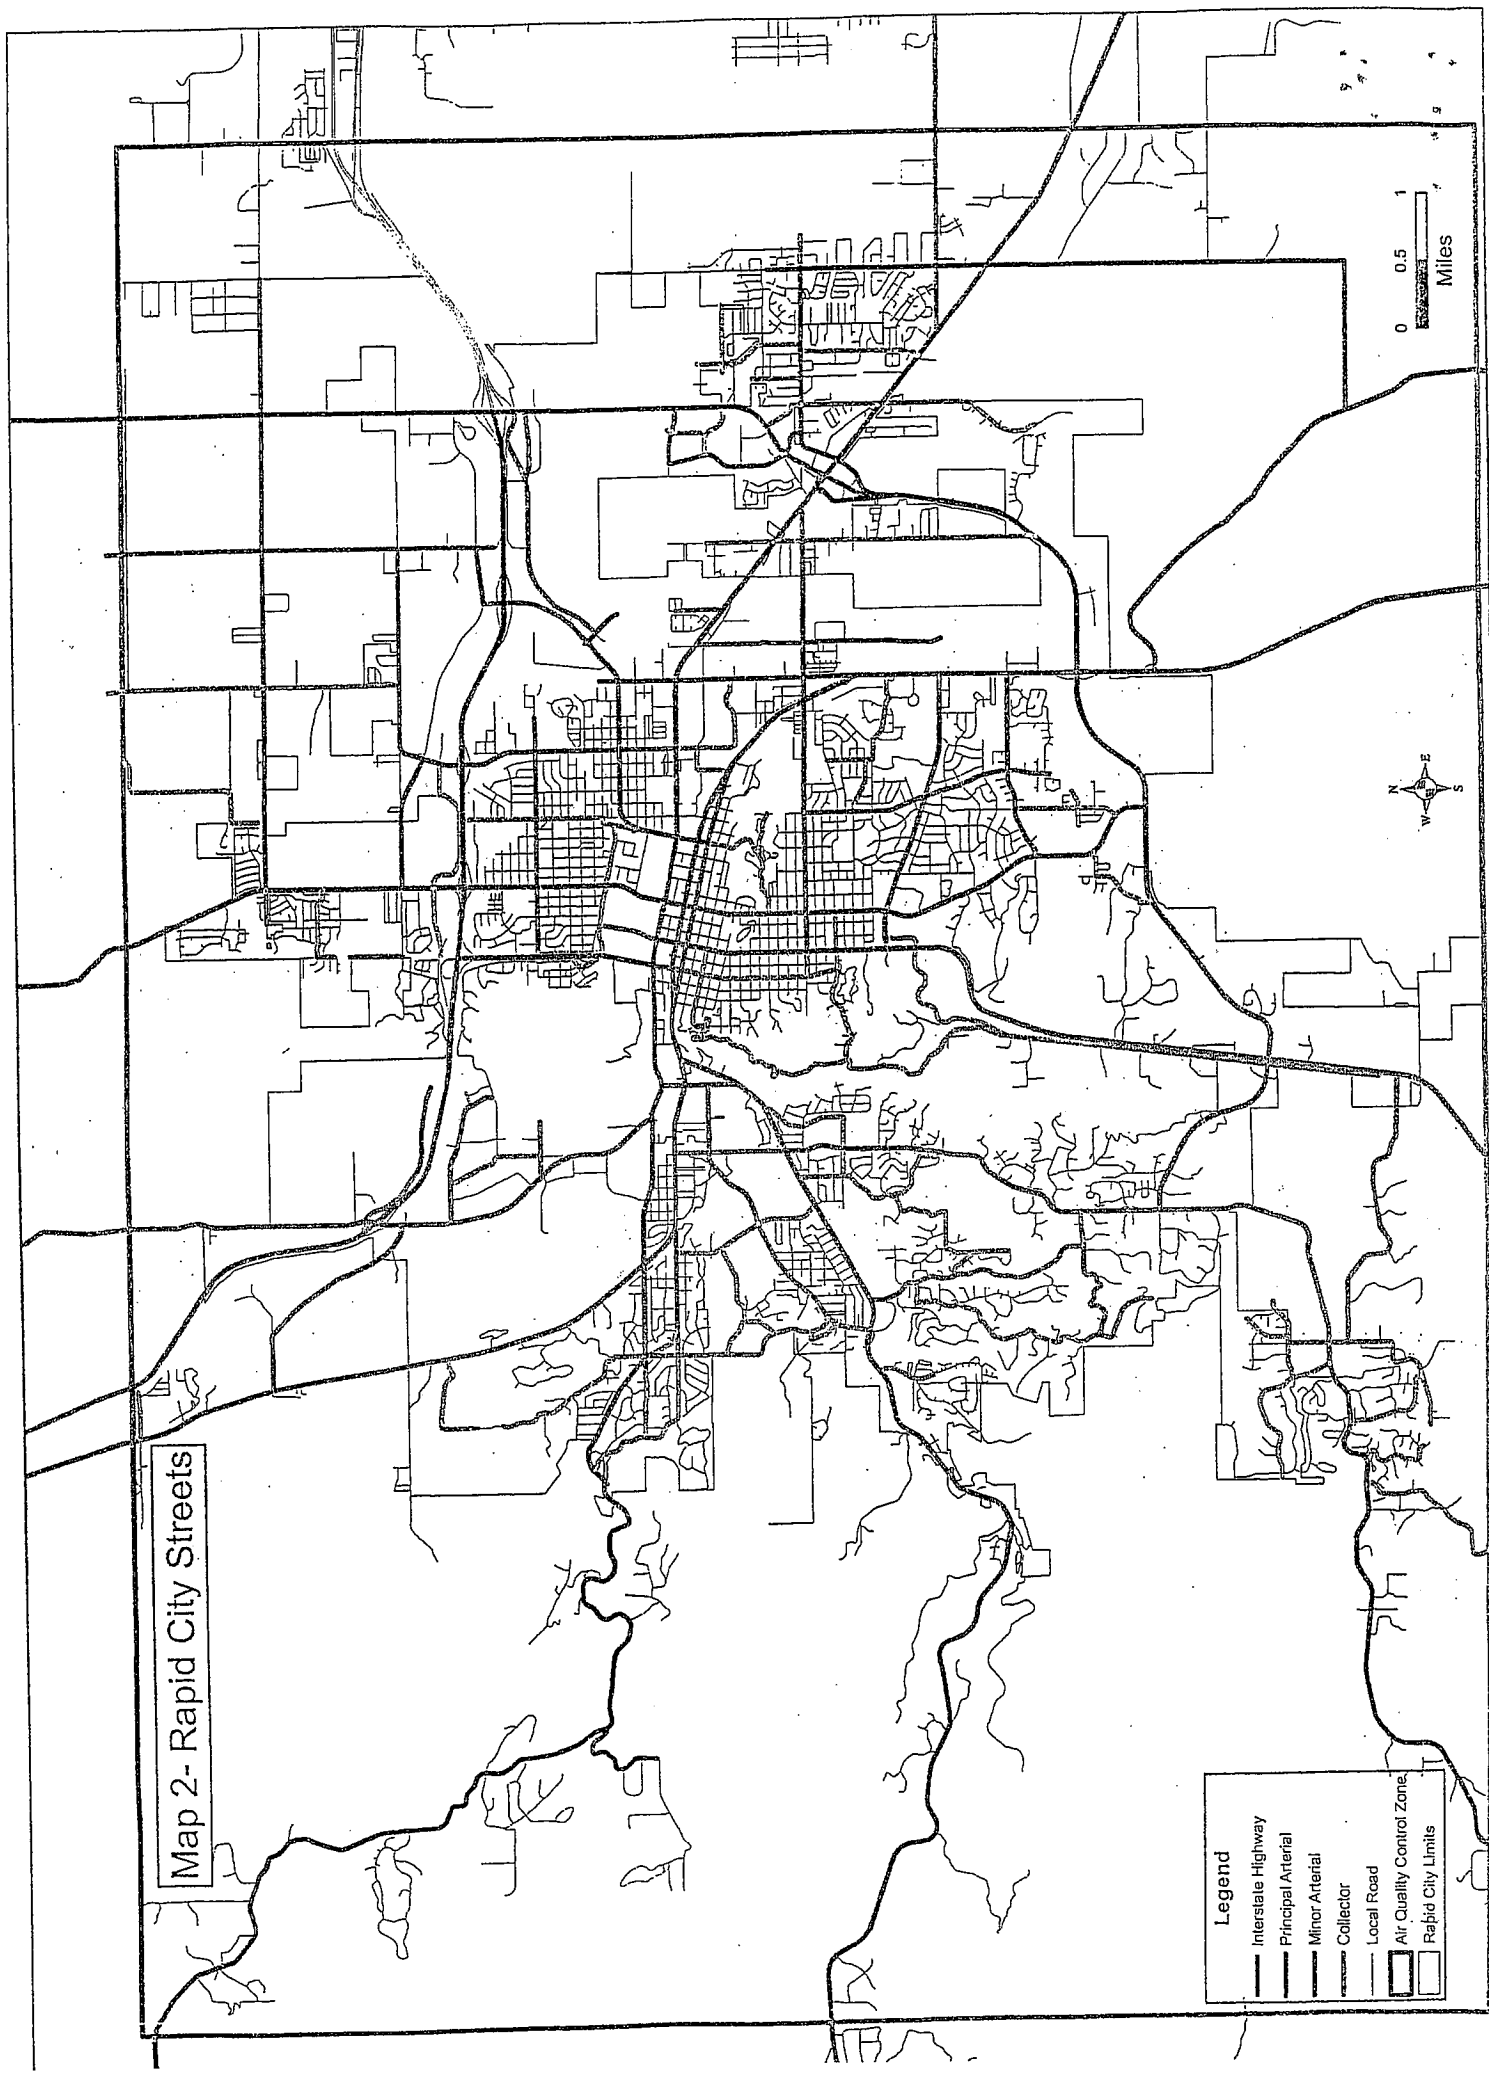 Map 2- Rapid City Streets
N
W
E
S
0 0.5 1
Miles
Legend
Interstate Highway
Principal Arterial
Minor Arterial
Collector
Local Road
Air Quality Control Zone
Rapid City Limits